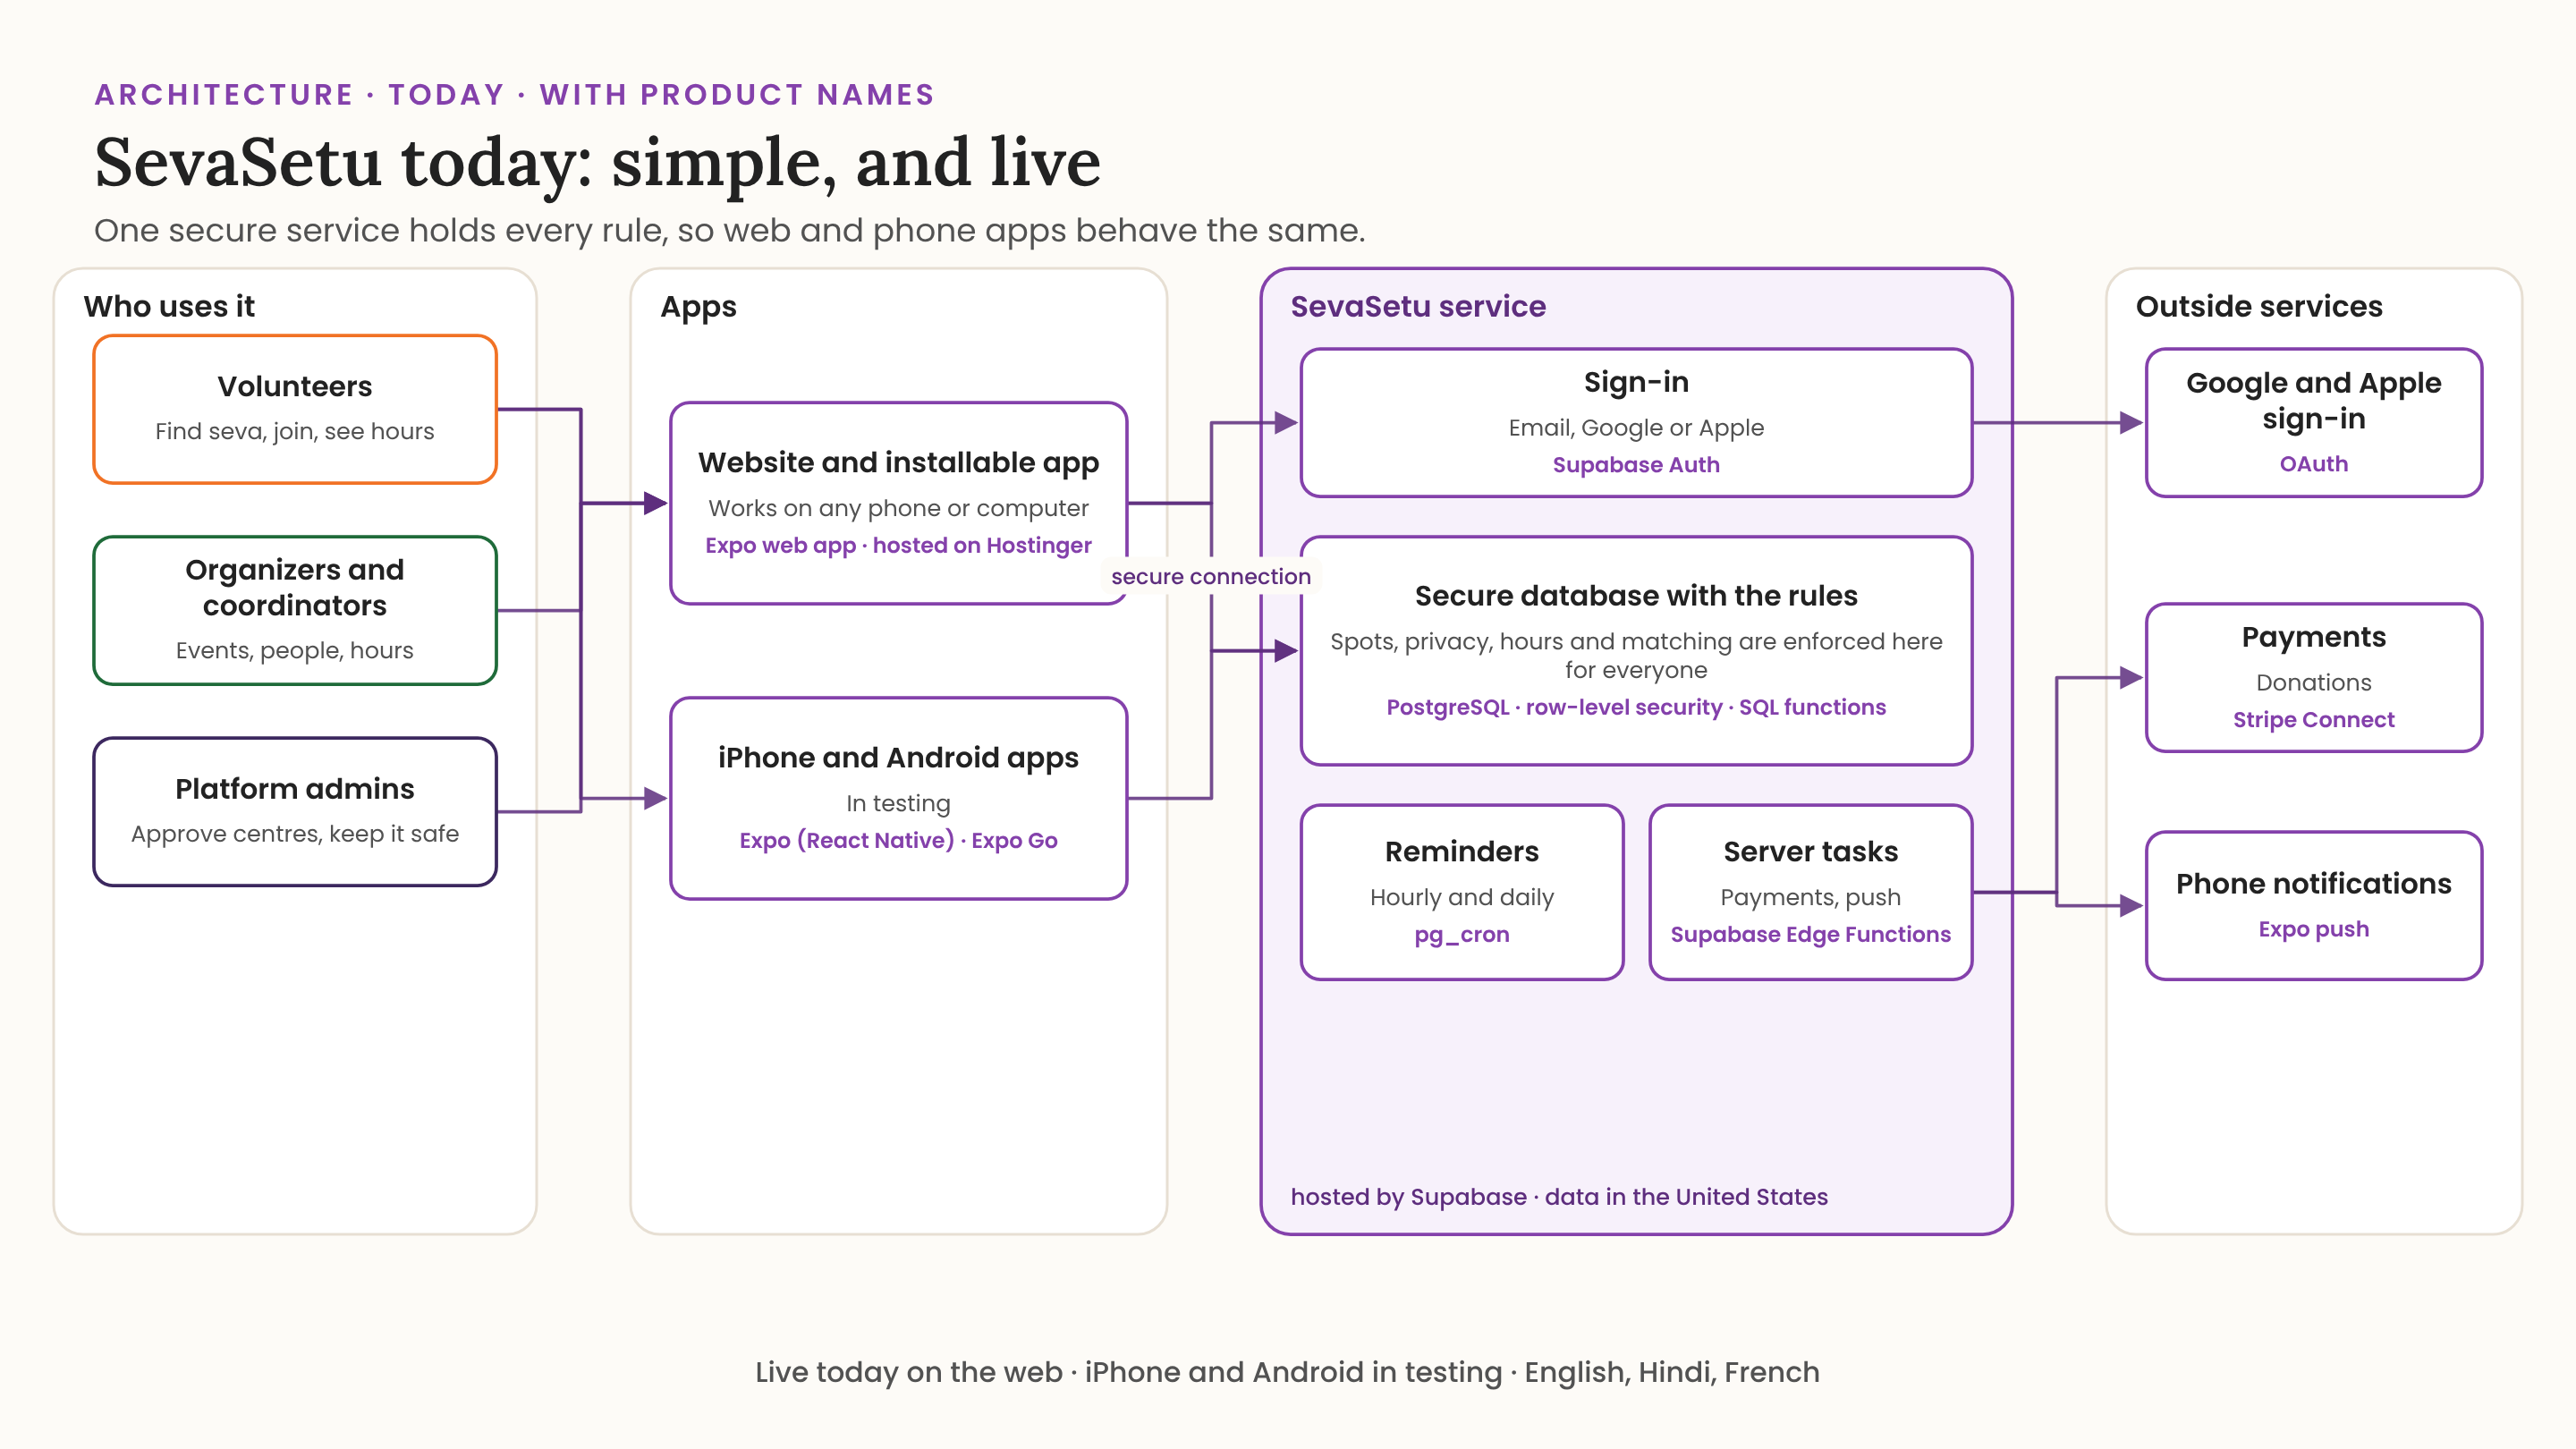 ARCHITECTURE · TODAY · WITH PRODUCT NAMES
SevaSetu today: simple, and live
One secure service holds every rule, so web and phone apps behave the same.
Who uses it
Volunteers
Find seva, join, see hours
Organizers and
coordinators
Events, people, hours
Platform admins
Approve centres, keep it safe
Apps
Website and installable app
Works on any phone or computer
Expo web app · hosted on Hostinger
iPhone and Android apps
In testing
Expo (React Native) · Expo Go
secure connection
SevaSetu service
Sign-in
Email, Google or Apple
Supabase Auth
Secure database with the rules
Spots, privacy, hours and matching are enforced here
for everyone
PostgreSQL · row-level security · SQL functions
Reminders
Hourly and daily
pg_cron
Server tasks
Payments, push
Supabase Edge Functions
hosted by Supabase · data in the United States
Outside services
Google and Apple
sign-in
OAuth
Payments
Donations
Stripe Connect
Phone notifications
Expo push
Live today on the web · iPhone and Android in testing · English, Hindi, French